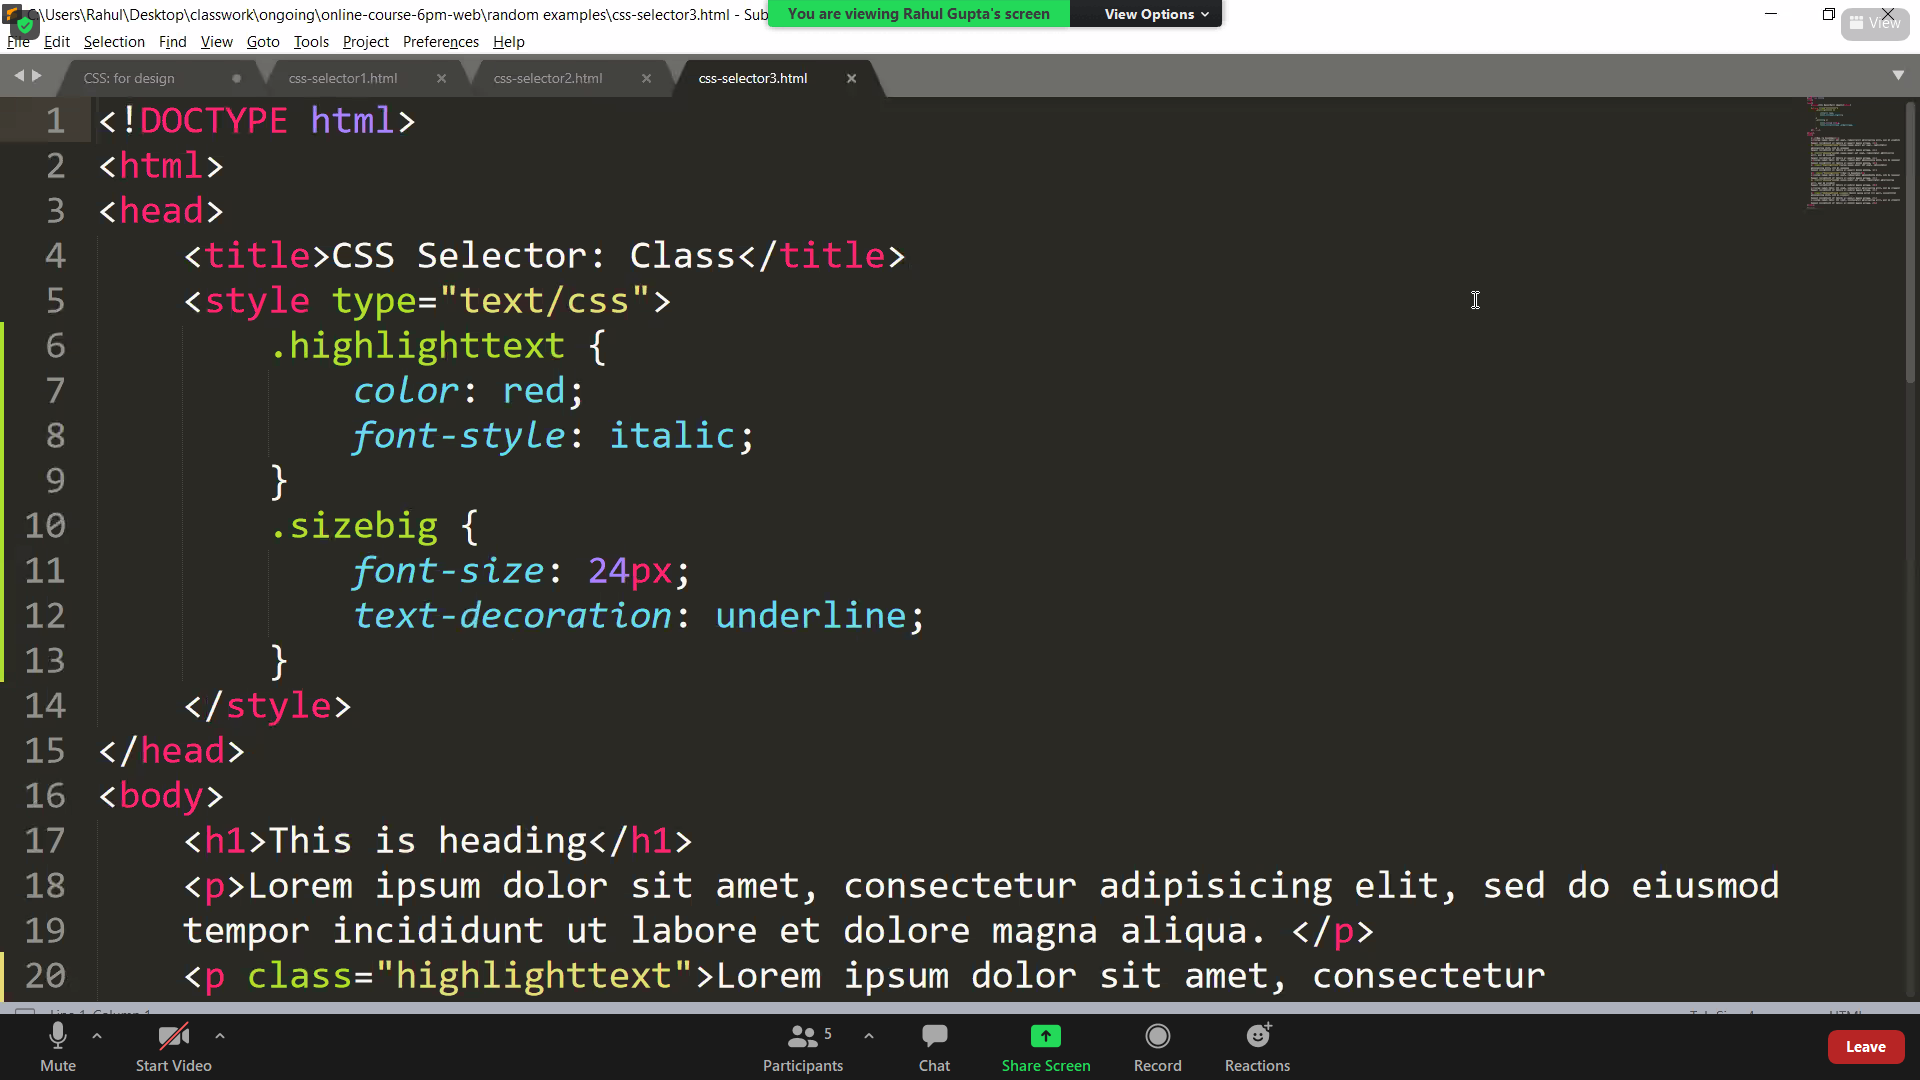 C:\Users\Rahul\Desktop\classwork\ongoing\online-course-6pm-web\random examples\css-selector3.html - Sub
You are viewing Rahul Gupta's screen
View Options
View
File Edit Selection Find View Goto Tools Project Preferences Help
CSS: for design
css-selector1.html
css-selector2.html
css-selector3.html
1 <!DOCTYPE html>
2 <html>
3 <head>
4 <title>CSS Selector: Class</title>
5 <style type="text/css">
6 .highlighttext {
7 color: red;
8 font-style: italic;
9 }
10 .sizebig {
11 font-size: 24px;
12 text-decoration: underline;
13 }
14 </style>
15 </head>
16 <body>
17 <h1>This is heading</h1>
18 <p>Lorem ipsum dolor sit amet, consectetur adipisicing elit, sed do eiusmod
19 tempor incididunt ut labore et dolore magna aliqua. </p>
20 <p class="highlighttext">Lorem ipsum dolor sit amet, consectetur
Mute
Start Video
5
Participants
Chat
Share Screen
Record
Reactions
Leave